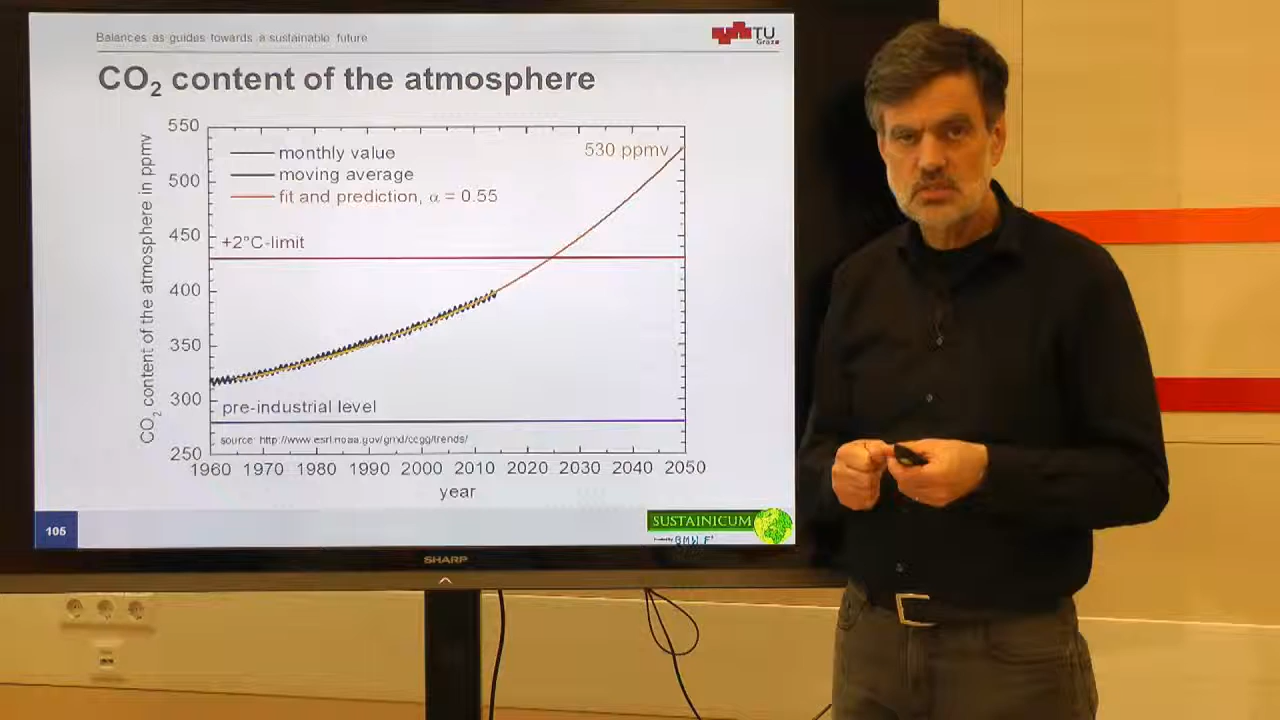 Balances as guides towards a sustainable future
TU
Graz
CO₂ content of the atmosphere
CO₂ content of the atmosphere in ppmv
550
500
450
400
350
300
250
monthly value
moving average
fit and prediction, α = 0.55
530 ppmv
+2°C-limit
pre-industrial level
source: http://www.esrl.noaa.gov/gmd/ccgg/trends/
1960 1970 1980 1990 2000 2010 2020 2030 2040 2050
year
105
SUSTAINICUM
SHARP